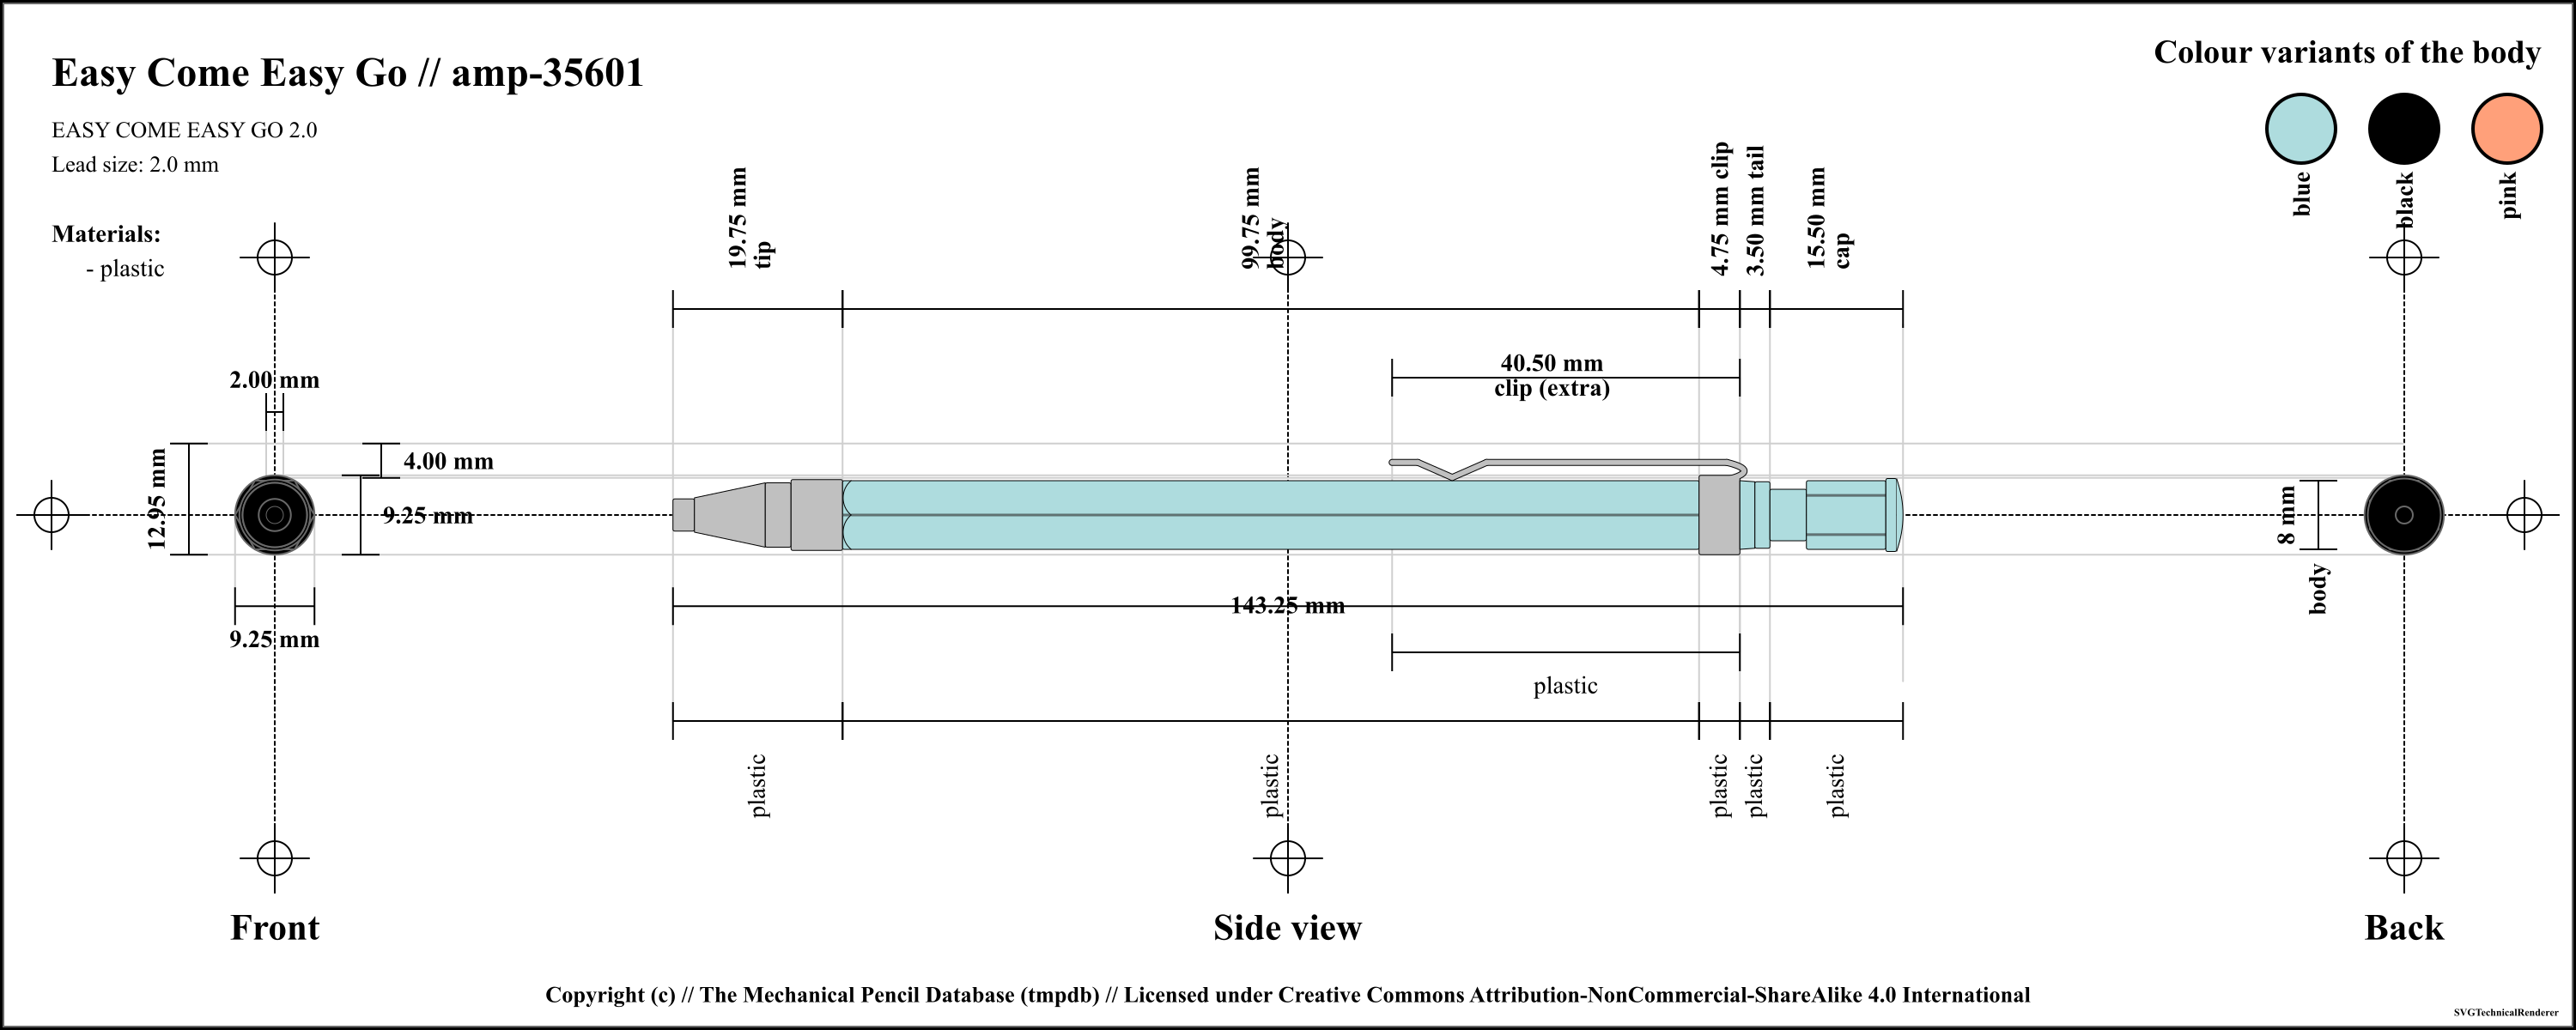 Easy Come Easy Go // amp-35601
EASY COME EASY GO 2.0
Lead size: 2.0 mm
Materials:
- plastic
Colour variants of the body
blue
black
pink
19.75 mm
tip
99.75 mm
body
4.75 mm clip
3.50 mm tail
15.50 mm
cap
40.50 mm
clip (extra)
2.00 mm
12.95 mm
4.00 mm
9.25 mm
9.25 mm
8 mm
body
143.25 mm
plastic
plastic
plastic
plastic
plastic
plastic
Front
Side view
Back
Copyright (c) // The Mechanical Pencil Database (tmpdb) // Licensed under Creative Commons Attribution-NonCommercial-ShareAlike 4.0 International
SVGTechnicalRenderer